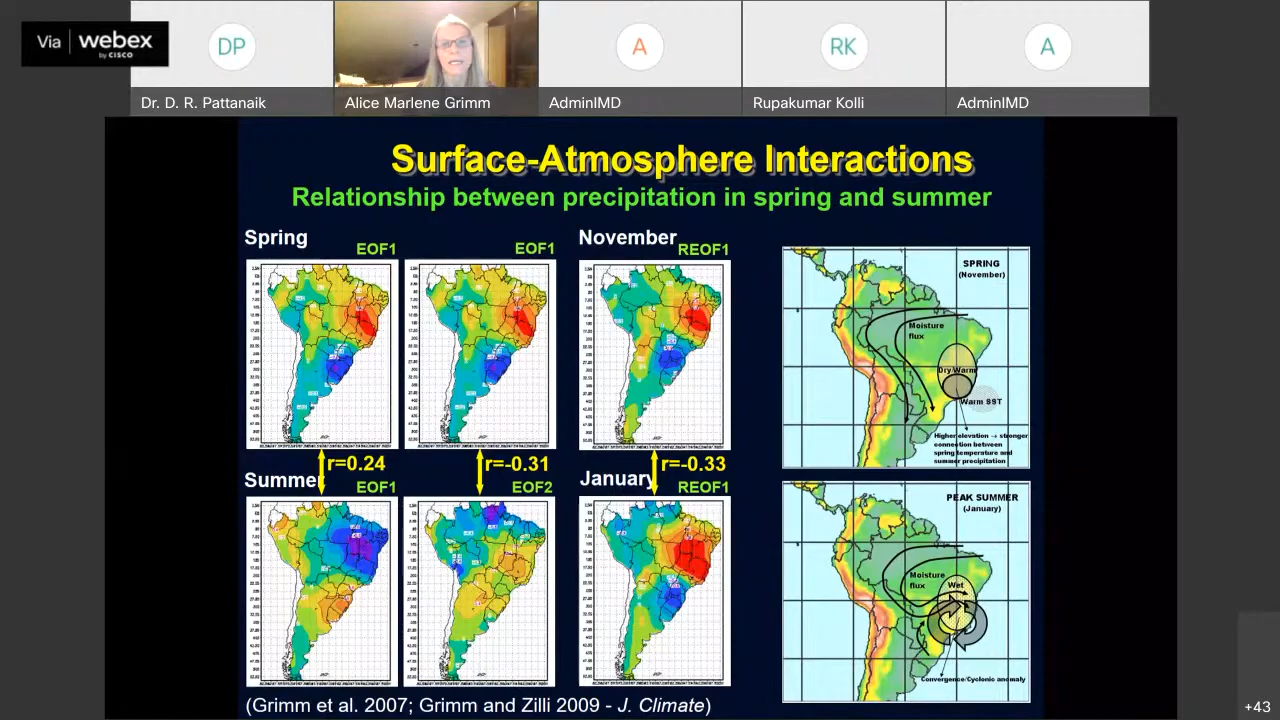 Via webex
by CISCO
DP
A
RK
A
Dr. D. R. Pattanaik
Alice Marlene Grimm
AdminIMD
Rupakumar Kolli
AdminIMD
Surface-Atmosphere Interactions
Relationship between precipitation in spring and summer
Spring
EOF1
EOF1
November
REOF1
SPRING
(November)
Moisture
flux
Dry/Warm
Warm SST
Higher elevation → stronger
connection between
spring temperature and
summer precipitation
r=0.24
r=-0.31
r=-0.33
Summer
EOF1
EOF2
January
REOF1
PEAK SUMMER
(January)
Moisture
flux
Wet
Convergence/Cyclonic anomaly
(Grimm et al. 2007; Grimm and Zilli 2009 - J. Climate)
+43